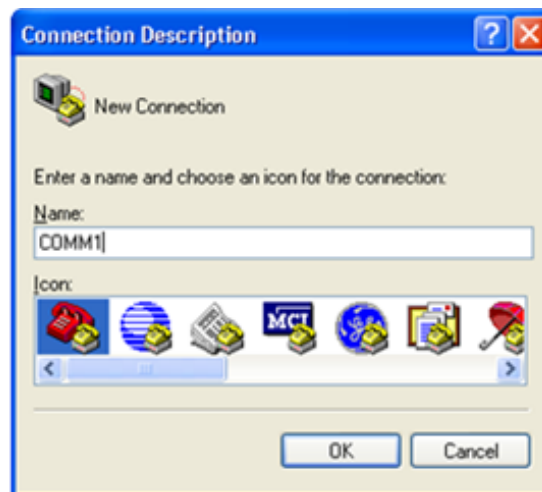 Connection Description
New Connection
Enter a name and choose an icon for the connection:
Name:
COMM1
Icon:
MCI
OK Cancel